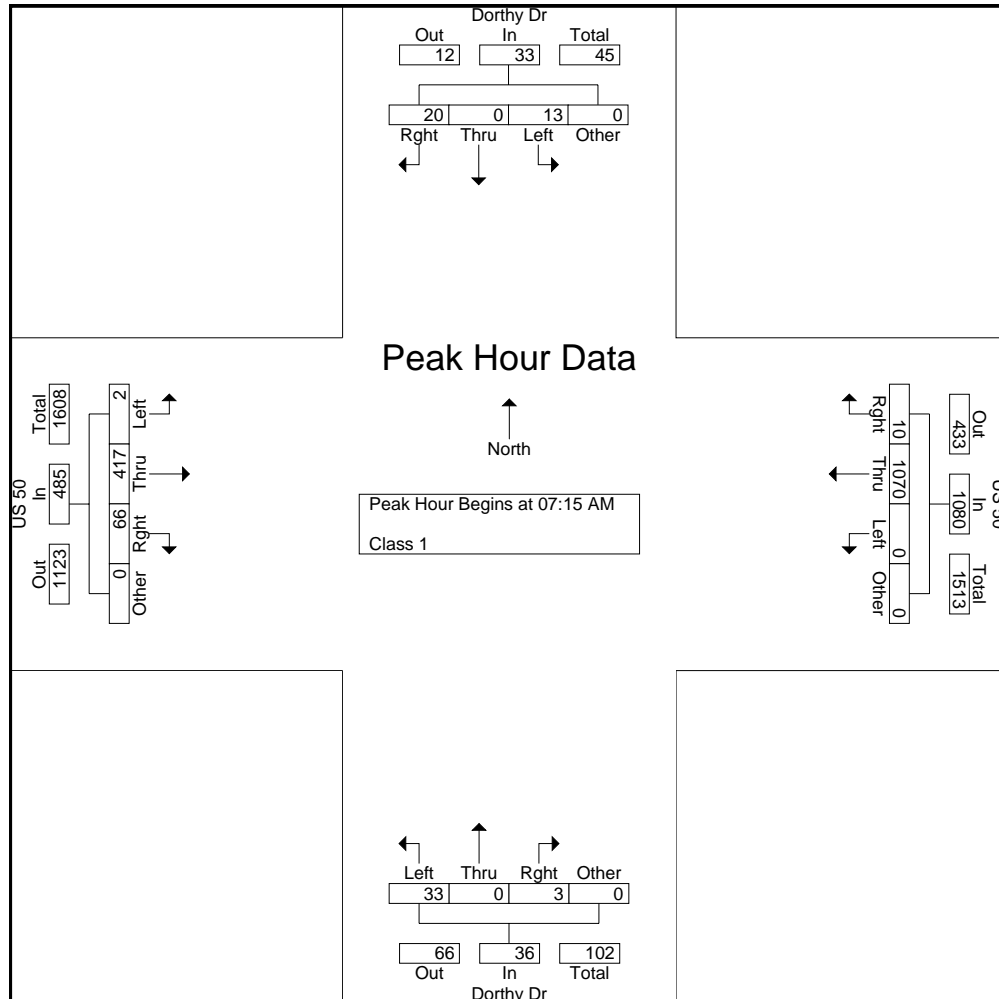 Dorthy Dr
Out In Total
12 33 45
20 0 13 0
Rght Thru Left Other
Peak Hour Data
North
Peak Hour Begins at 07:15 AM
Class 1
US 50
Total In Out
1608 485 1123
2 417 66 0
Left Thru Rght Other
Rght Thru Left Other
10 1070 0 0
Out In Total
433 1080 1513
US 50
Left Thru Rght Other
33 0 3 0
66 36 102
Out In Total
Dorthy Dr